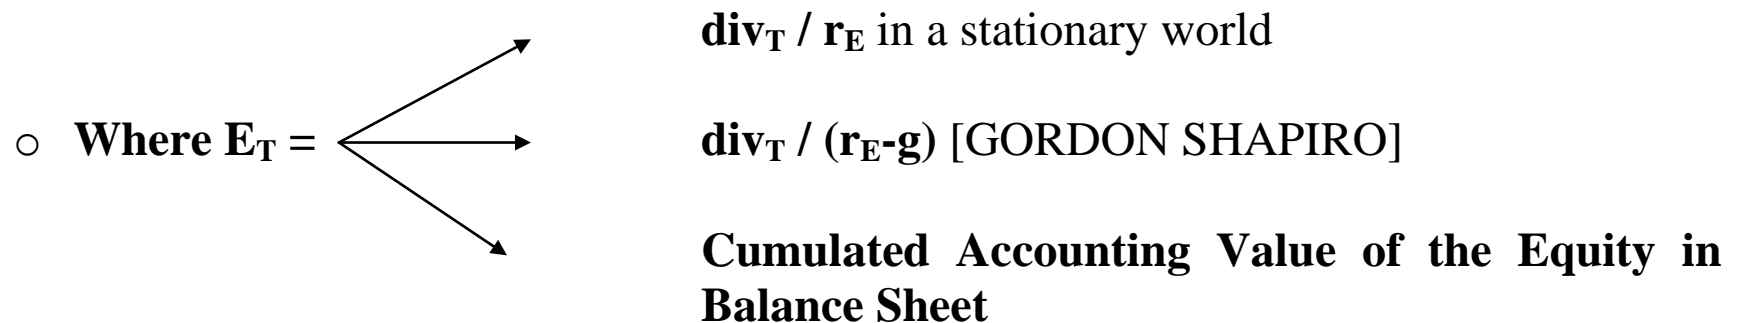 div_T / r_E in a stationary world
○ Where E_T =
div_T / (r_E-g) [GORDON SHAPIRO]
Cumulated Accounting Value of the Equity in
Balance Sheet